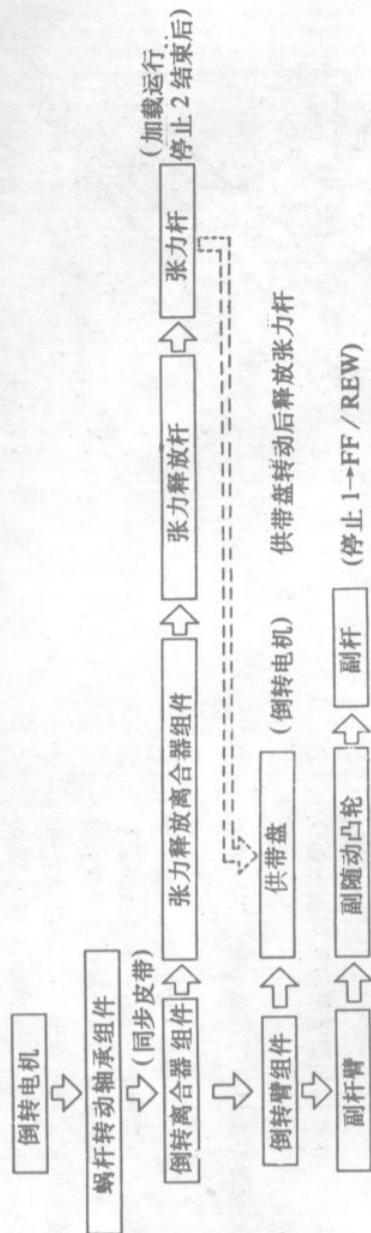 倒转电机
蜗杆转动轴承组件
(同步皮带)
倒转离合器组件
张力释放离合器组件
张力释放杆
张力杆
(加载运行
停止 2 结束后)
倒转臂组件
供带盘
(倒转电机)
供带盘转动后释放张力杆
副杆臂
副随动凸轮
副杆
(停止 1→FF / REW)